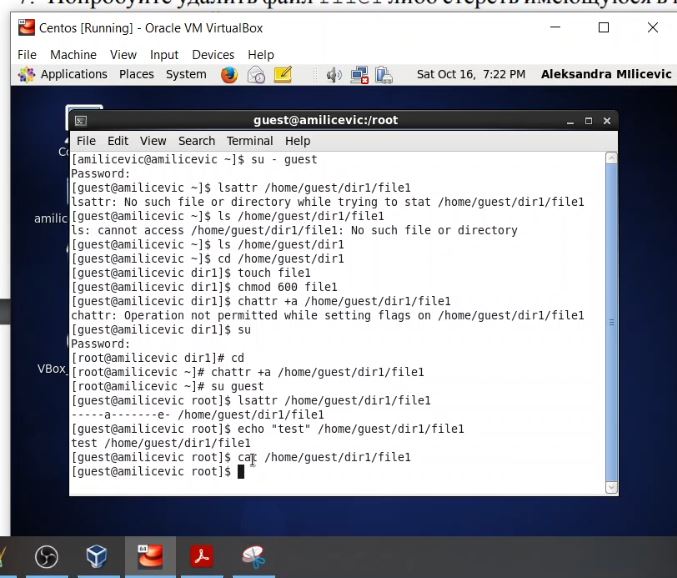 7. Попробуйте удалить файл file1 либо стереть имеющуюся в
Centos [Running] - Oracle VM VirtualBox
File Machine View Input Devices Help
Applications Places System Sat Oct 16, 7:22 PM Aleksandra MIlicevic
guest@amilicevic:/root
File Edit View Search Terminal Help
[amilicevic@amilicevic ~]$ su - guest
Password:
[guest@amilicevic ~]$ lsattr /home/guest/dir1/file1
lsattr: No such file or directory while trying to stat /home/guest/dir1/file1
[guest@amilicevic ~]$ ls /home/guest/dir1/file1
ls: cannot access /home/guest/dir1/file1: No such file or directory
[guest@amilicevic ~]$ ls /home/guest/dir1
[guest@amilicevic ~]$ cd /home/guest/dir1
[guest@amilicevic dir1]$ touch file1
[guest@amilicevic dir1]$ chmod 600 file1
[guest@amilicevic dir1]$ chattr +a /home/guest/dir1/file1
chattr: Operation not permitted while setting flags on /home/guest/dir1/file1
[guest@amilicevic dir1]$ su
Password:
[root@amilicevic dir1]# cd
[root@amilicevic ~]# chattr +a /home/guest/dir1/file1
[root@amilicevic ~]# su guest
[guest@amilicevic root]$ lsattr /home/guest/dir1/file1
-----a-------e- /home/guest/dir1/file1
[guest@amilicevic root]$ echo "test" /home/guest/dir1/file1
test /home/guest/dir1/file1
[guest@amilicevic root]$ cat /home/guest/dir1/file1
[guest@amilicevic root]$
Co
amilic
VBox_